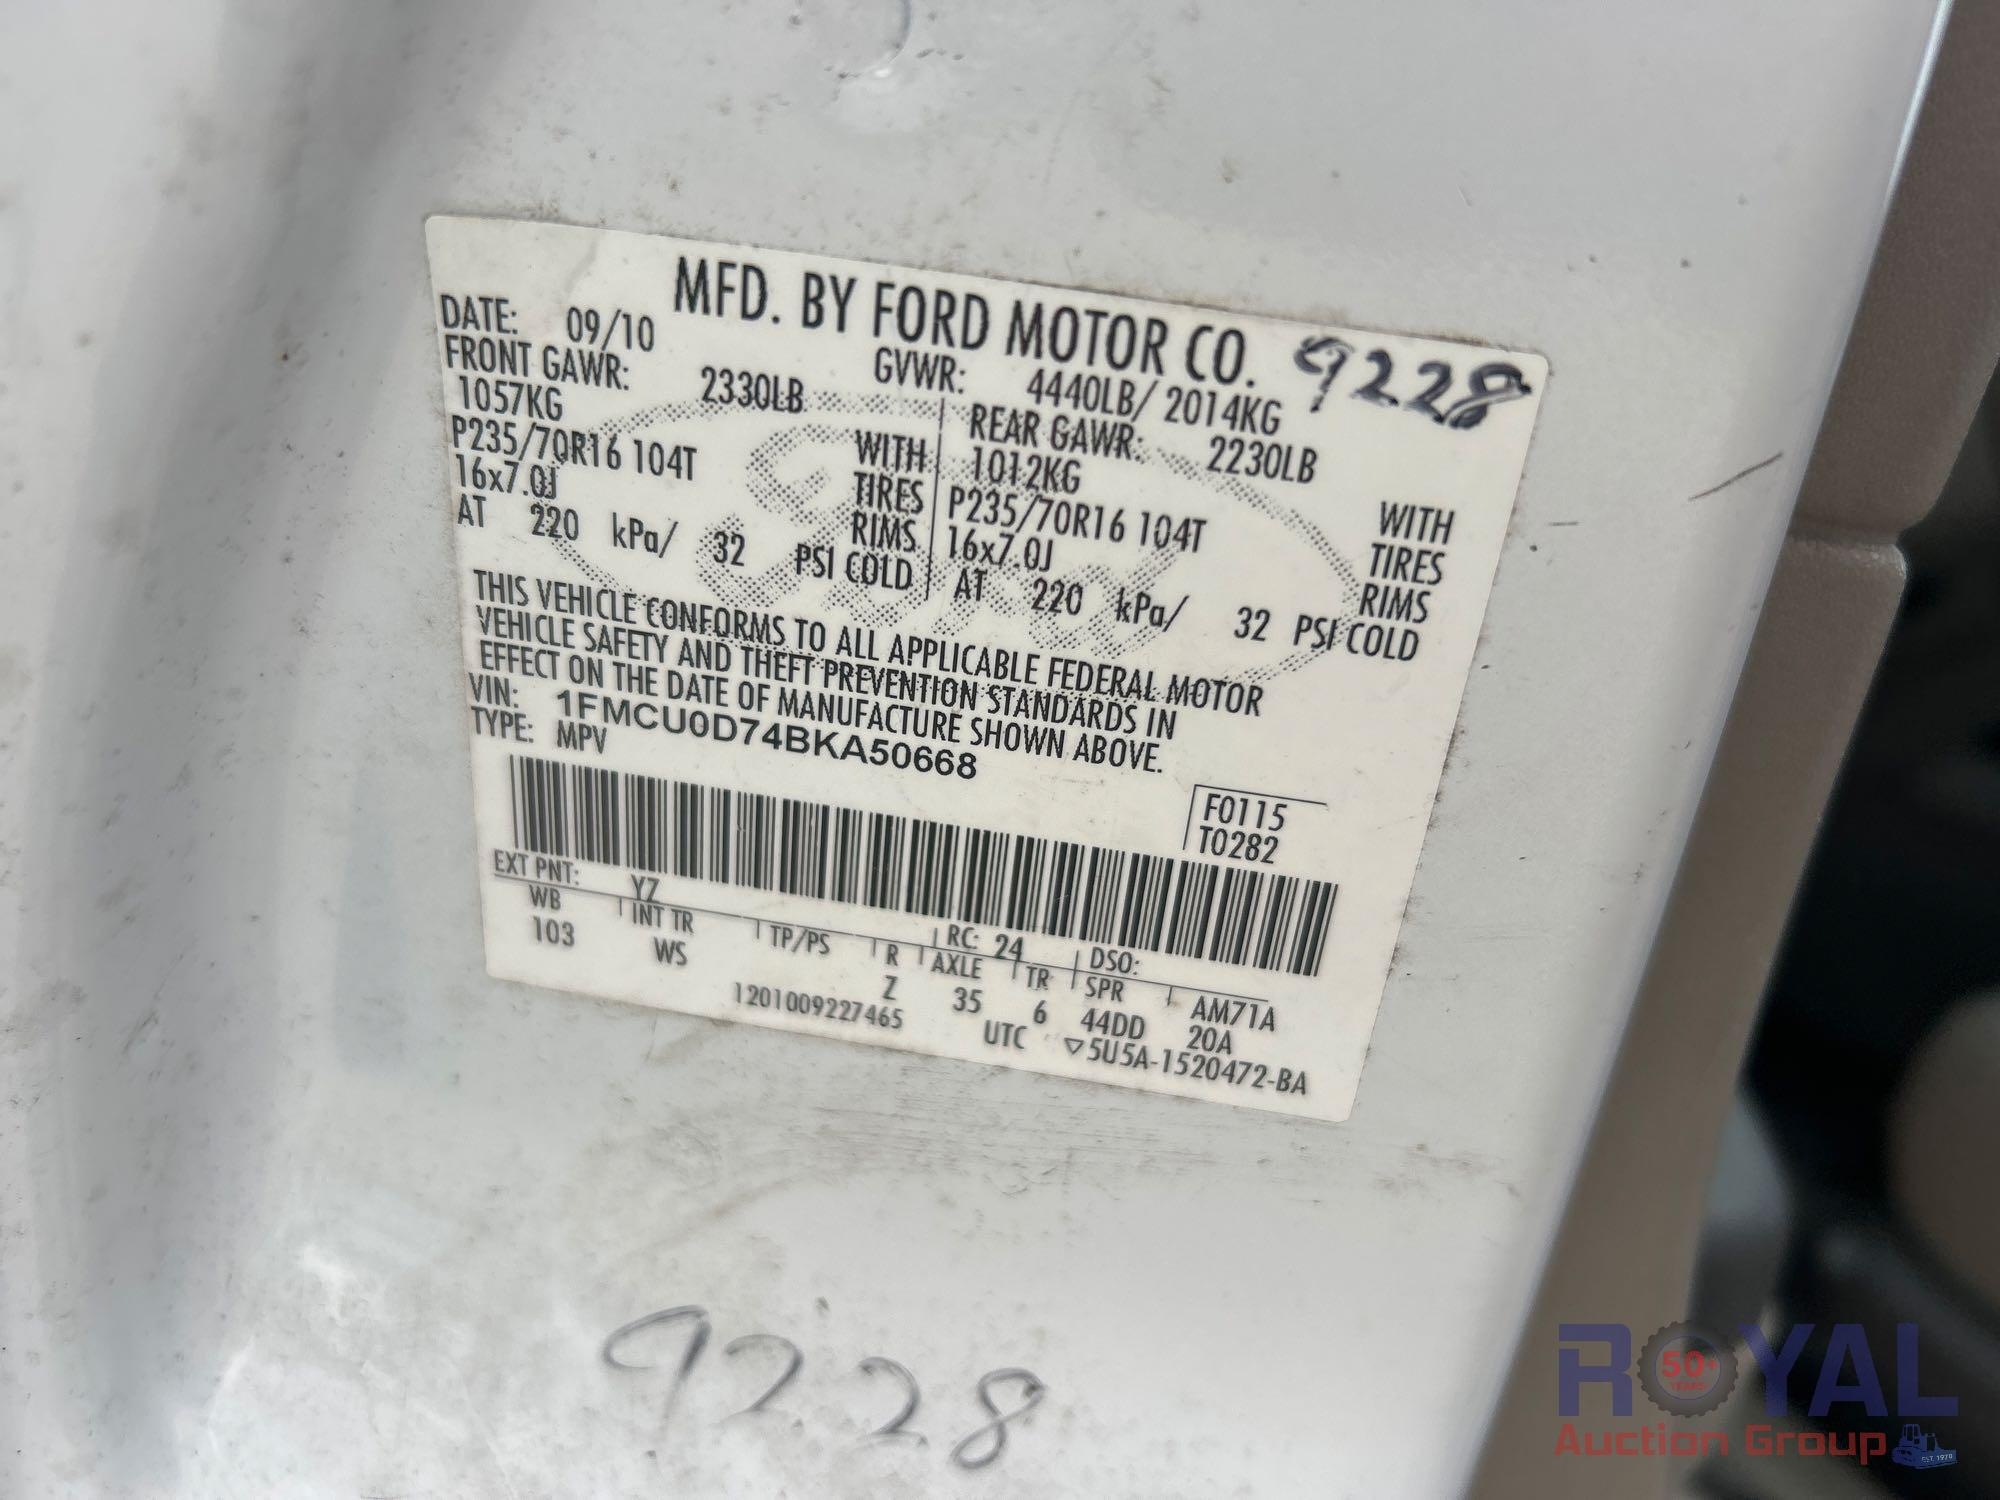 MFD. BY FORD MOTOR CO. 9228
DATE: 09/10 GVWR: 4440LB/ 2014KG
FRONT GAWR: 2330LB REAR GAWR: 2230LB
1057KG WITH 1012KG WITH
P235/70R16 104T TIRES P235/70R16 104T TIRES
16x7.0J RIMS 16x7.0J RIMS
AT 220 kPa/ 32 PSI COLD AT 220 kPa/ 32 PSI COLD
THIS VEHICLE CONFORMS TO ALL APPLICABLE FEDERAL MOTOR
VEHICLE SAFETY AND THEFT PREVENTION STANDARDS IN
EFFECT ON THE DATE OF MANUFACTURE SHOWN ABOVE.
VIN: 1FMCU0D74BKA50668
TYPE: MPV
F0115
T0282
EXT PNT: YZ RC: 24 DSO:
WB INT TR TP/PS R AXLE TR SPR AM71A
103 WS Z 35 6 44DD 20A
1201009227465 UTC ▽5U5A-1520472-BA
9228
ROYAL
50+
YEARS
Auction Group
EST. 1970